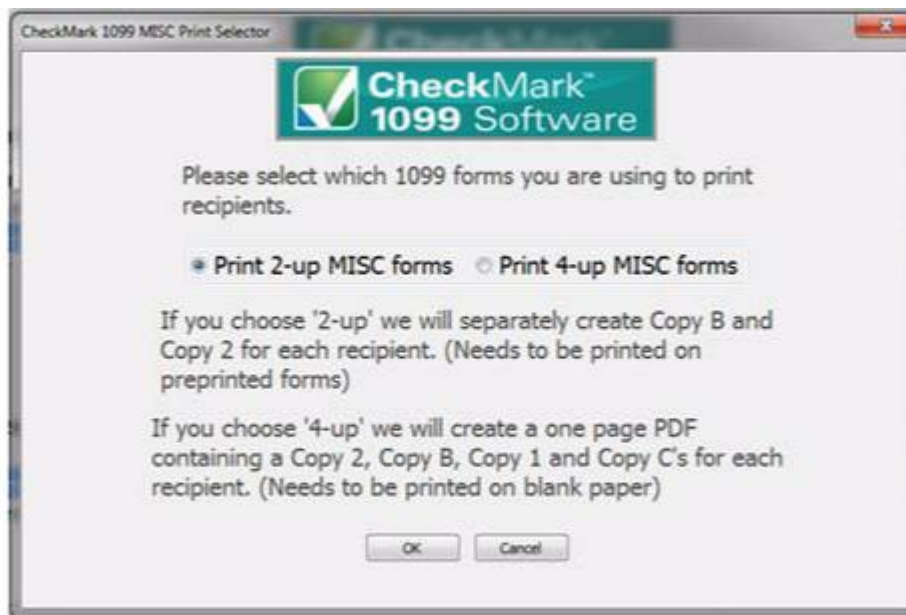 CheckMark 1099 MISC Print Selector
CheckMark™
1099 Software
Please select which 1099 forms you are using to print
recipients.
Print 2-up MISC forms Print 4-up MISC forms
If you choose '2-up' we will separately create Copy B and
Copy 2 for each recipient. (Needs to be printed on
preprinted forms)
If you choose '4-up' we will create a one page PDF
containing a Copy 2, Copy B, Copy 1 and Copy C's for each
recipient. (Needs to be printed on blank paper)
OK Cancel